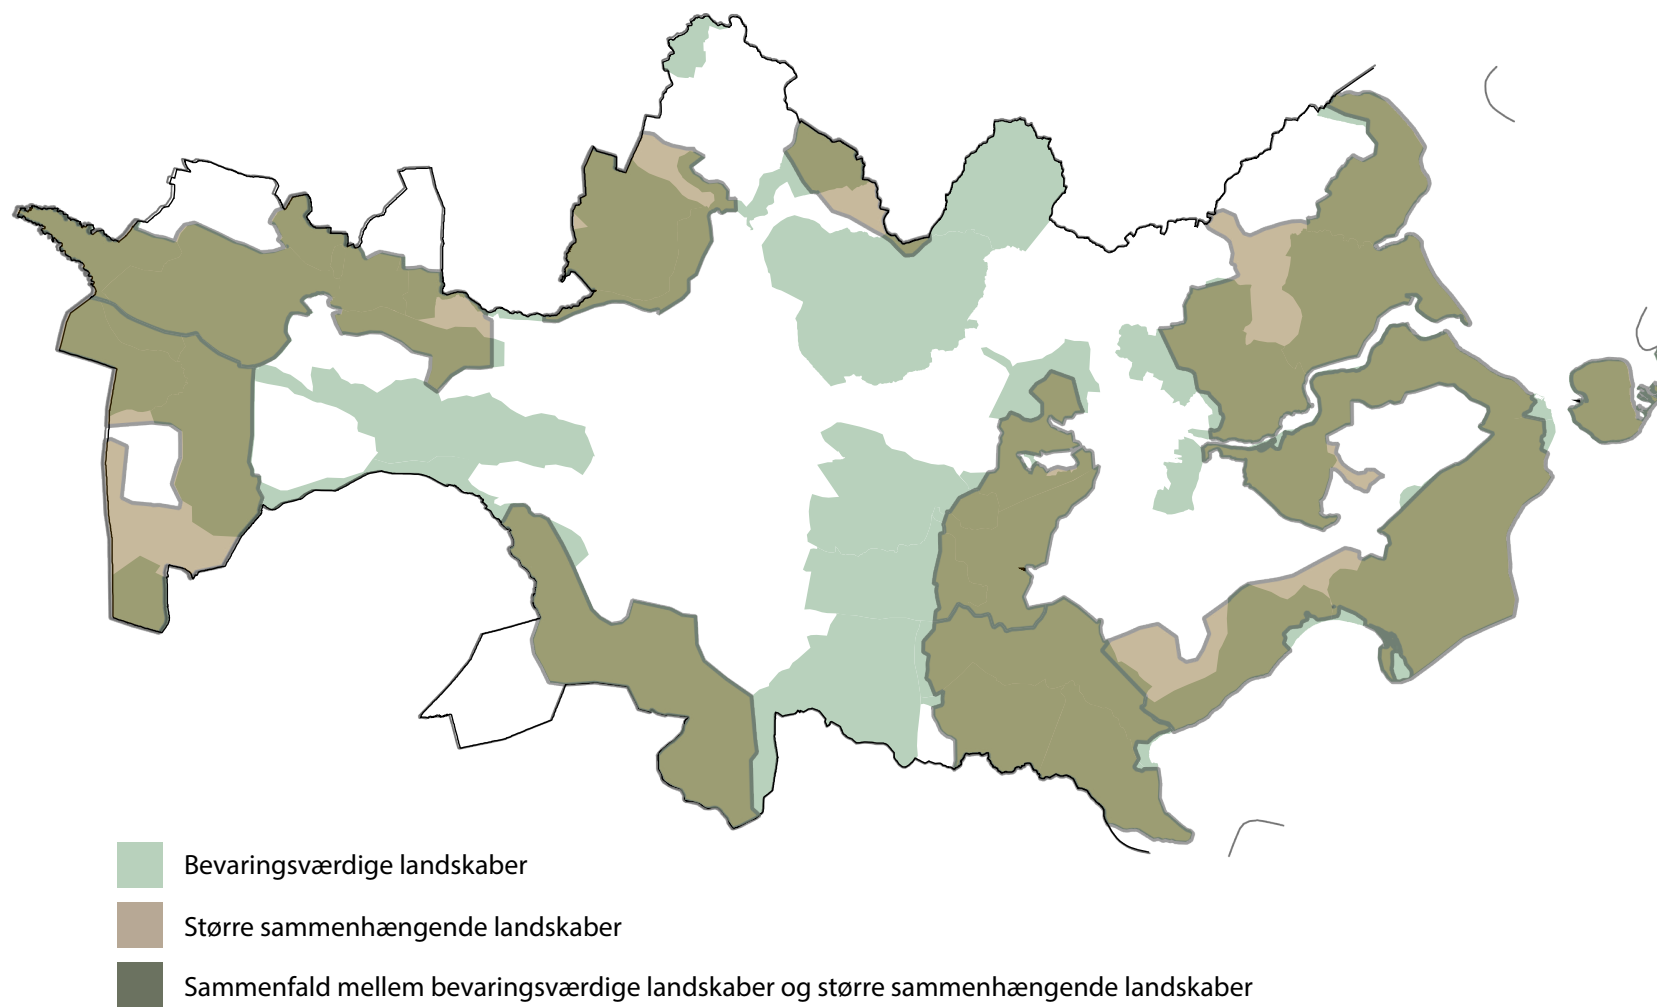 Bevaringsværdige landskaber
Større sammenhængende landskaber
Sammenfald mellem bevaringsværdige landskaber og større sammenhængende landskaber